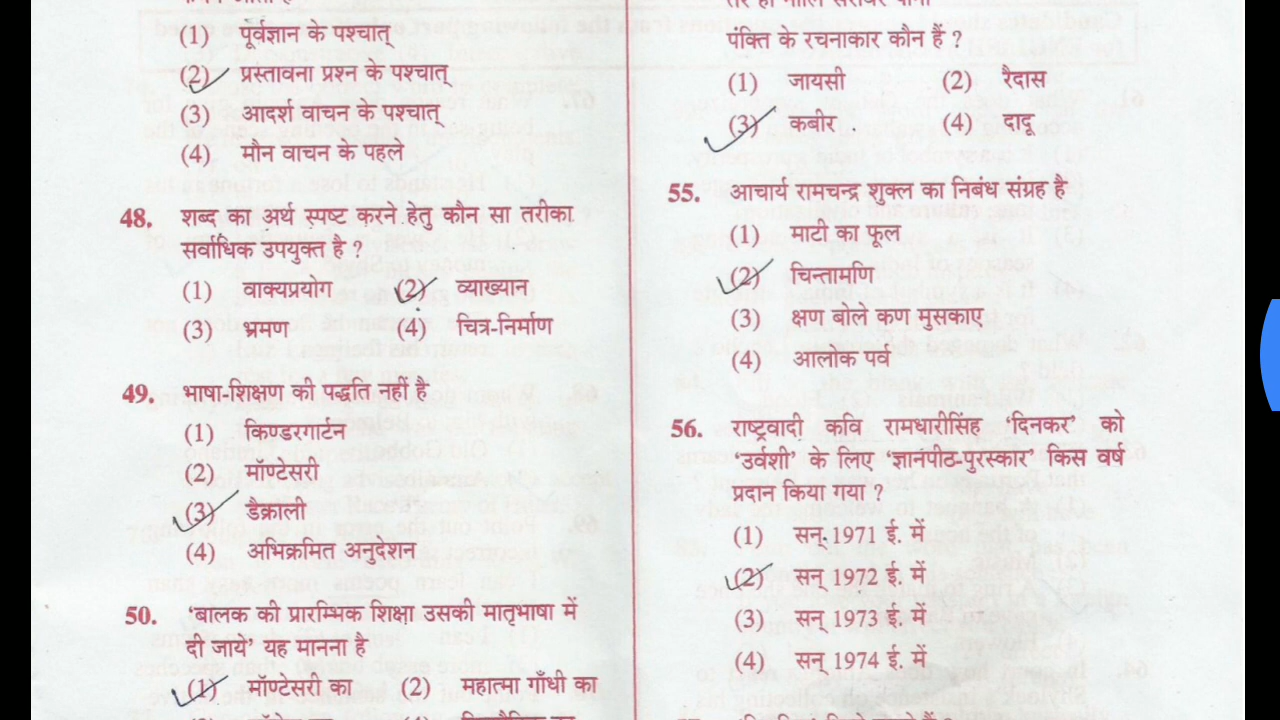 (1) पूर्वज्ञान के पश्चात्
(2) प्रस्तावना प्रश्न के पश्चात्
(3) आदर्श वाचन के पश्चात्
(4) मौन वाचन के पहले
48. शब्द का अर्थ स्पष्ट करने हेतु कौन सा तरीका
सर्वाधिक उपयुक्त है ?
(1) वाक्यप्रयोग (2) व्याख्यान
(3) भ्रमण (4) चित्र-निर्माण
49. भाषा-शिक्षण की पद्धति नहीं है
(1) किण्डरगार्टन
(2) मॉण्टेसरी
(3) डैक्राली
(4) अभिक्रमित अनुदेशन
50. 'बालक की प्रारम्भिक शिक्षा उसकी मातृभाषा में
दी जाये' यह मानना है
मॉण्टेसरी का (2) महात्मा गाँधी का
पंक्ति के रचनाकार कौन हैं ?
(1) जायसी (2) रैदास
(3) कबीर (4) दादू
55. आचार्य रामचन्द्र शुक्ल का निबंध संग्रह है
(1) माटी का फूल
(2) चिन्तामणि
(3) क्षण बोले कण मुसकाए
(4) आलोक पर्व
56. राष्ट्रवादी कवि रामधारीसिंह 'दिनकर' को
'उर्वशी' के लिए 'ज्ञानपीठ-पुरस्कार' किस वर्ष
प्रदान किया गया ?
(1) सन् 1971 ई. में
(2) सन् 1972 ई. में
(3) सन् 1973 ई. में
(4) सन् 1974 ई. में